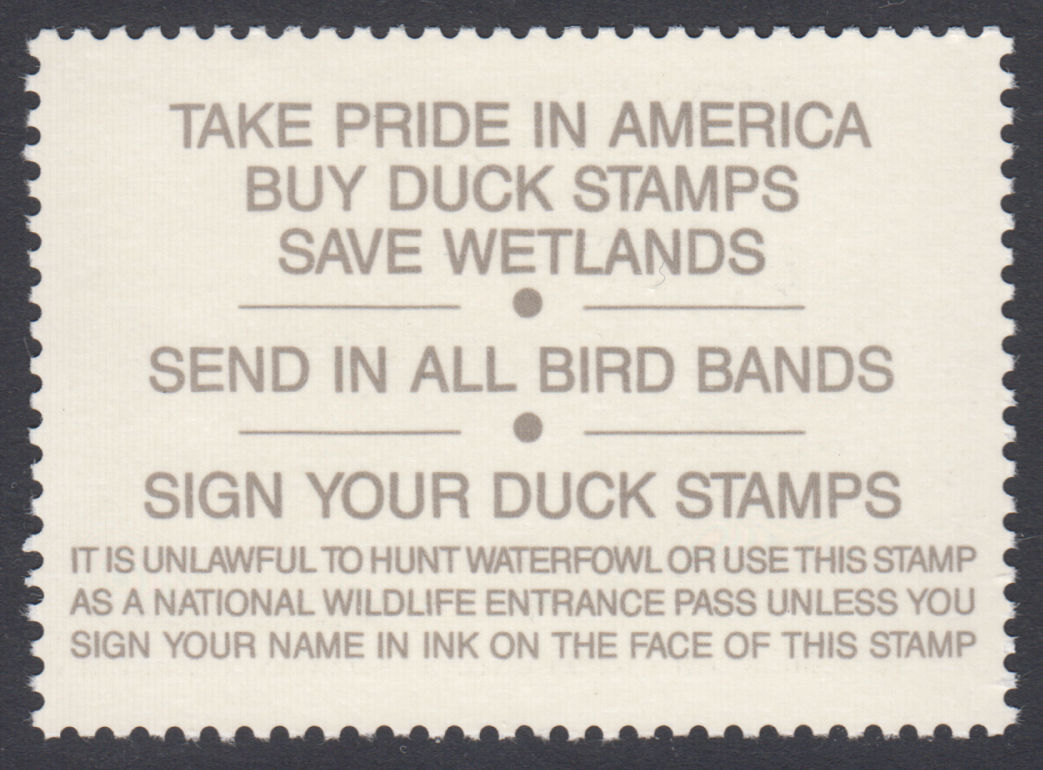 TAKE PRIDE IN AMERICA
BUY DUCK STAMPS
SAVE WETLANDS
SEND IN ALL BIRD BANDS
SIGN YOUR DUCK STAMPS
IT IS UNLAWFUL TO HUNT WATERFOWL OR USE THIS STAMP
AS A NATIONAL WILDLIFE ENTRANCE PASS UNLESS YOU
SIGN YOUR NAME IN INK ON THE FACE OF THIS STAMP